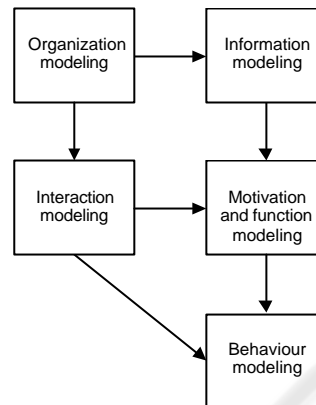 Organization
modeling
Information
modeling
Interaction
modeling
Motivation
and function
modeling
Behaviour
modeling